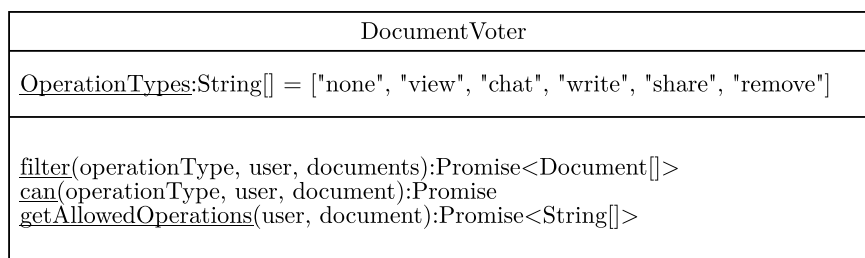 DocumentVoter
OperationTypes:String[] = ["none", "view", "chat", "write", "share", "remove"]
filter(operationType, user, documents):Promise<Document[]>
can(operationType, user, document):Promise
getAllowedOperations(user, document):Promise<String[]>